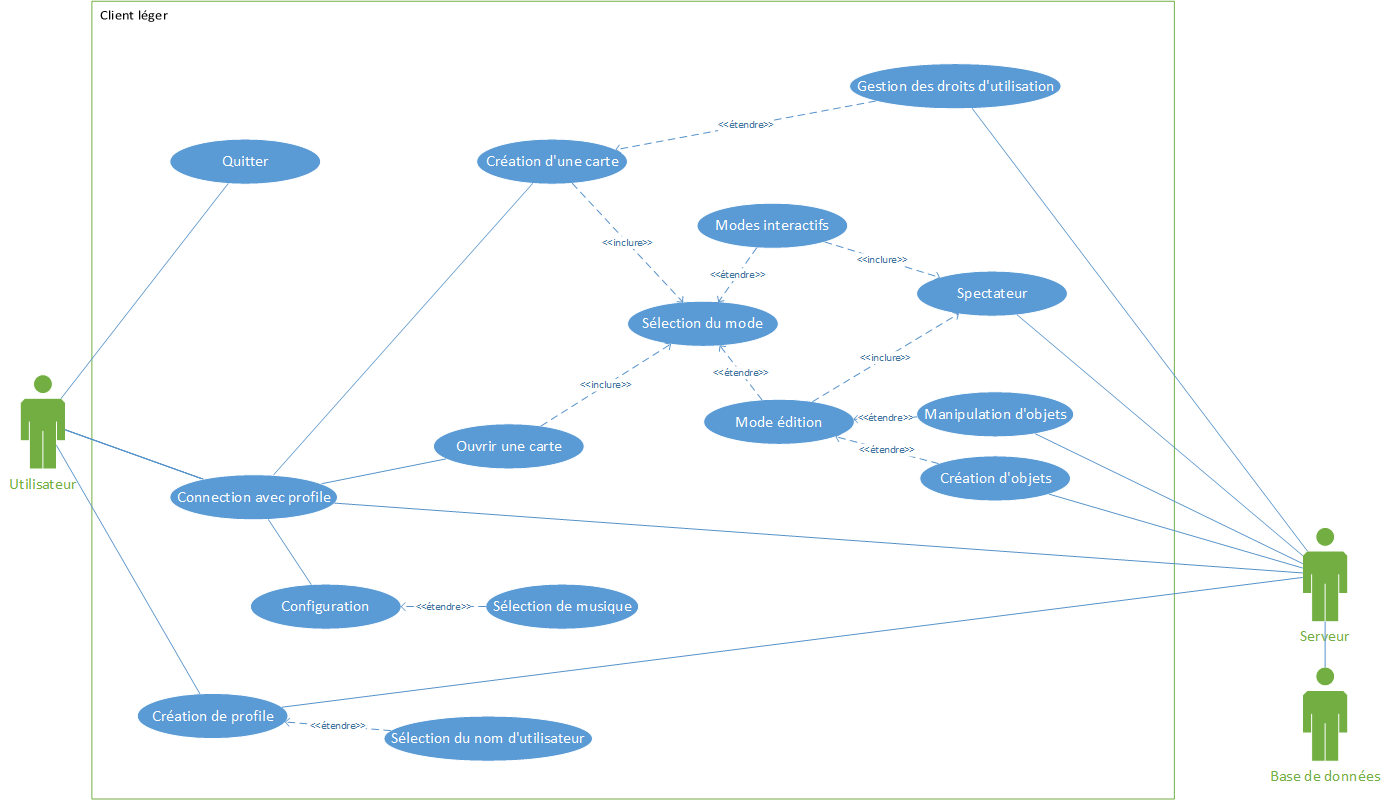 Client léger
Gestion des droits d'utilisation
<<étendre>>
Quitter
Création d'une carte
Modes interactifs
<<inclure>>
<<inclure>>
<<étendre>>
Spectateur
Sélection du mode
<<inclure>>
<<étendre>>
<<inclure>>
Manipulation d'objets
<<étendre>>
Mode édition
Ouvrir une carte
<<étendre>>
Création d'objets
Utilisateur
Connection avec profile
Configuration
<<étendre>>
Sélection de musique
Serveur
Création de profile
<<étendre>>
Sélection du nom d'utilisateur
Base de données